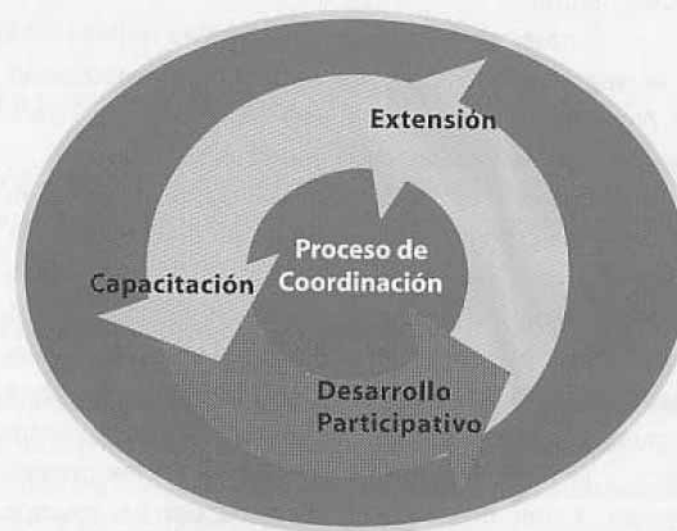 Extensión
Proceso de
Coordinación
Capacitación
Desarrollo
Participativo